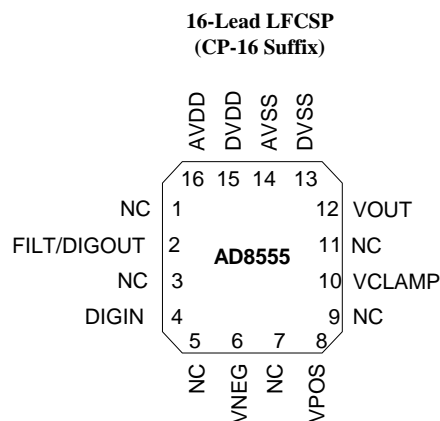 16-Lead LFCSP
(CP-16 Suffix)
AVDD DVDD AVSS DVSS
16 15 14 13
NC 1 12 VOUT
FILT/DIGOUT 2 11 NC
AD8555
NC 3 10 VCLAMP
DIGIN 4 9 NC
5 6 7 8
NC VNEG NC VPOS